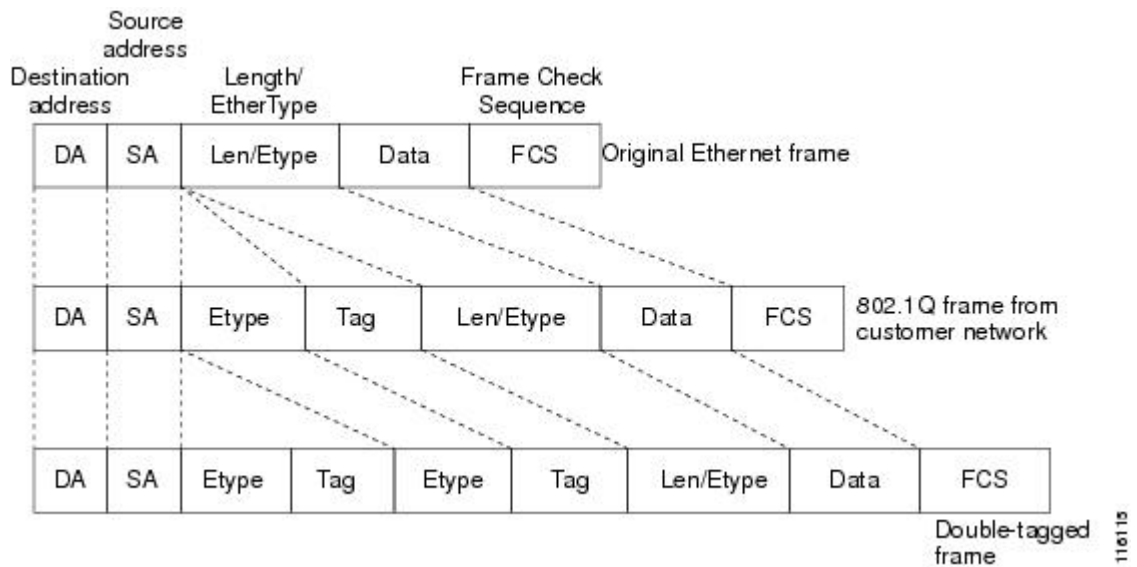 Source
address
Destination
address
Length/
EtherType
Frame Check
Sequence
DA SA Len/Etype Data FCS Original Ethernet frame
DA SA Etype Tag Len/Etype Data FCS 802.1Q frame from
customer network
DA SA Etype Tag Etype Tag Len/Etype Data FCS
Double-tagged
frame
116115